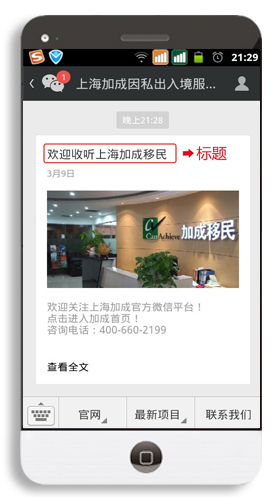 21:29
1
上海加成因私出入境服...
晚上21:28
欢迎收听上海加成移民
标题
3月9日
CanAchieve 加成移民
欢迎关注上海加成官方微信平台！
点击进入加成首页！
咨询电话：400-660-2199
查看全文
官网
最新项目
联系我们